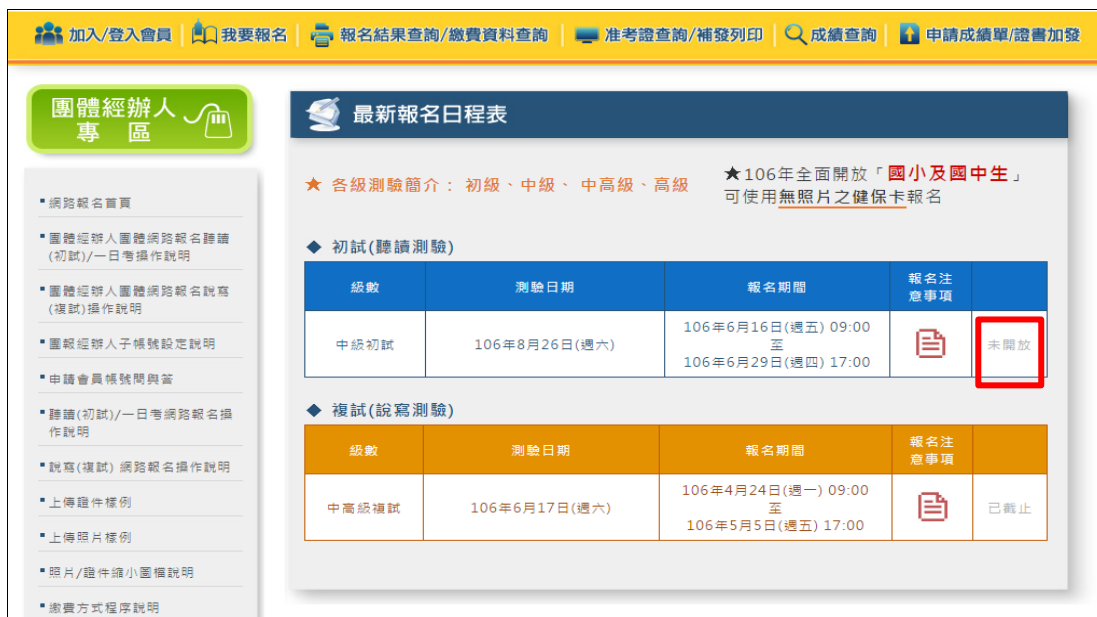 加入/登入會員
我要報名
報名結果查詢/繳費資料查詢
准考證查詢/補發列印
成績查詢
申請成績單/證書加發
團體經辦人
專 區
網路報名首頁
團體經辦人團體網路報名聽讀
(初試)/一日考操作說明
團體經辦人團體網路報名說寫
(複試)操作說明
團報經辦人子帳號設定說明
申請會員帳號問與答
聽讀(初試)/一日考網路報名操
作說明
說寫(複試) 網路報名操作說明
上傳證件樣例
上傳照片樣例
照片/證件縮小圖檔說明
繳費方式程序說明
最新報名日程表
★ 各級測驗簡介： 初級、中級、 中高級、高級
★106年全面開放「國小及國中生」
可使用無照片之健保卡報名
◆ 初試(聽讀測驗)
級數
測驗日期
報名期間
報名注
意事項
中級初試
106年8月26日(週六)
106年6月16日(週五) 09:00
至
106年6月29日(週四) 17:00
未開放
◆ 複試(說寫測驗)
級數
測驗日期
報名期間
報名注
意事項
中高級複試
106年6月17日(週六)
106年4月24日(週一) 09:00
至
106年5月5日(週五) 17:00
已截止